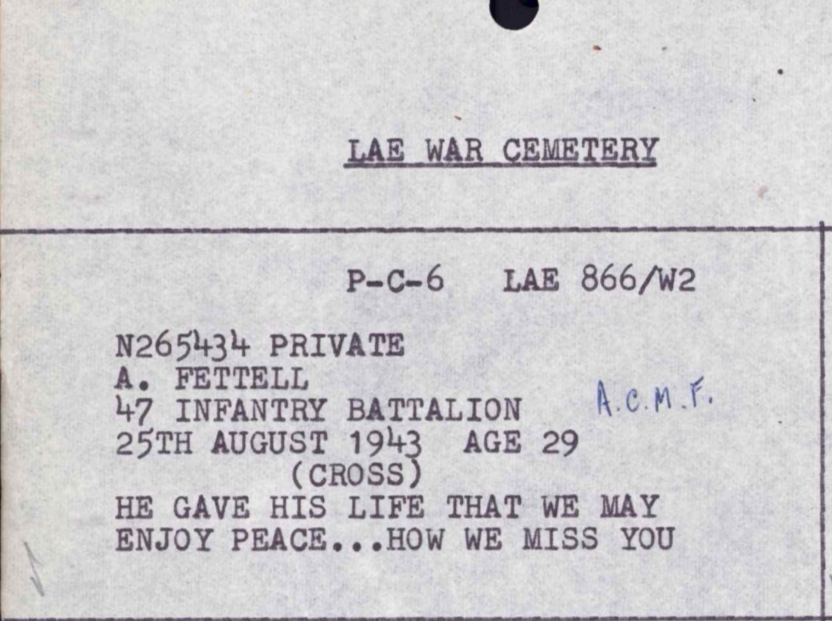 LAE WAR CEMETERY
P-C-6 LAE 866/W2
N265434 PRIVATE
A. FETTELL
47 INFANTRY BATTALION A.C.M.F.
25TH AUGUST 1943 AGE 29
(CROSS)
HE GAVE HIS LIFE THAT WE MAY
ENJOY PEACE...HOW WE MISS YOU